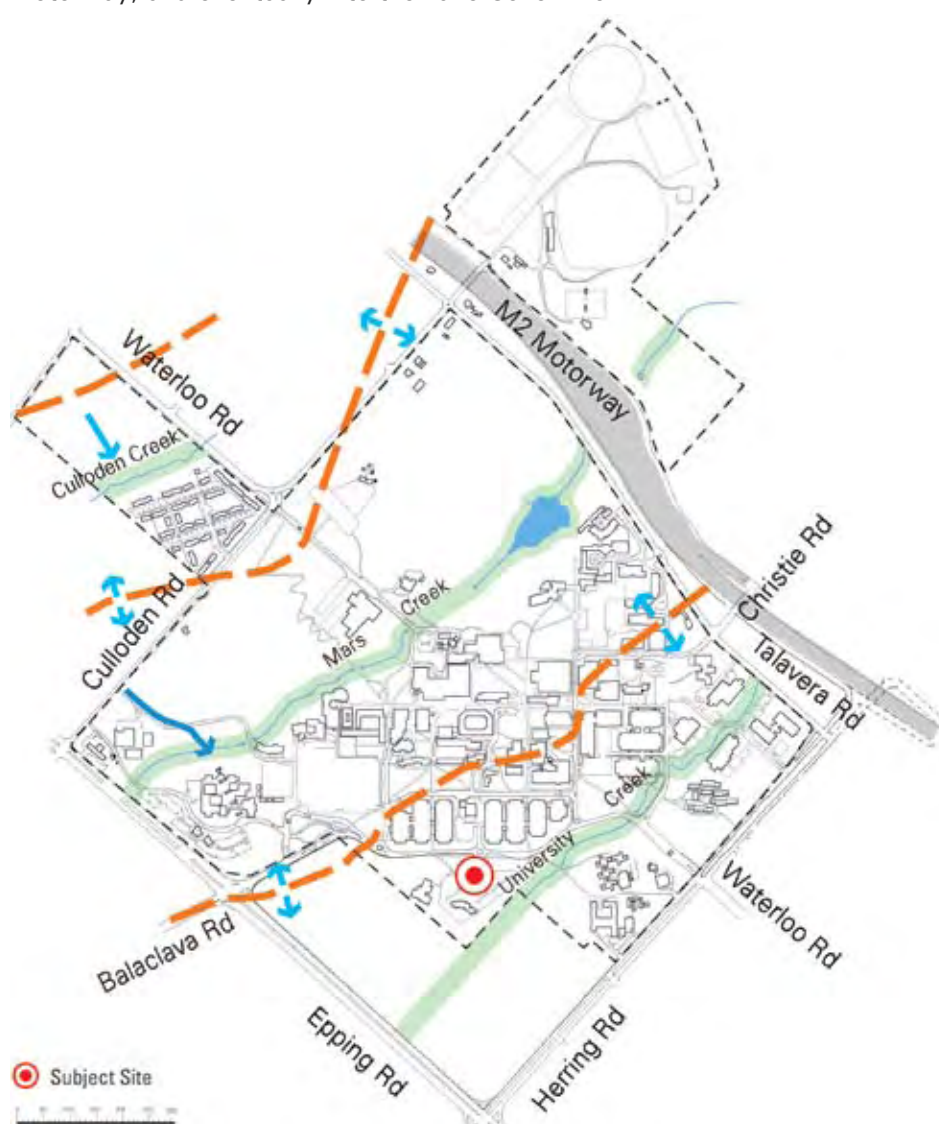 M2 Motorway
Waterloo Rd
Culloden Creek
Christie Rd
Culloden Rd
Mars Creek
Talavera Rd
University Creek
Waterloo Rd
Balaclava Rd
Epping Rd
Herring Rd
Subject Site